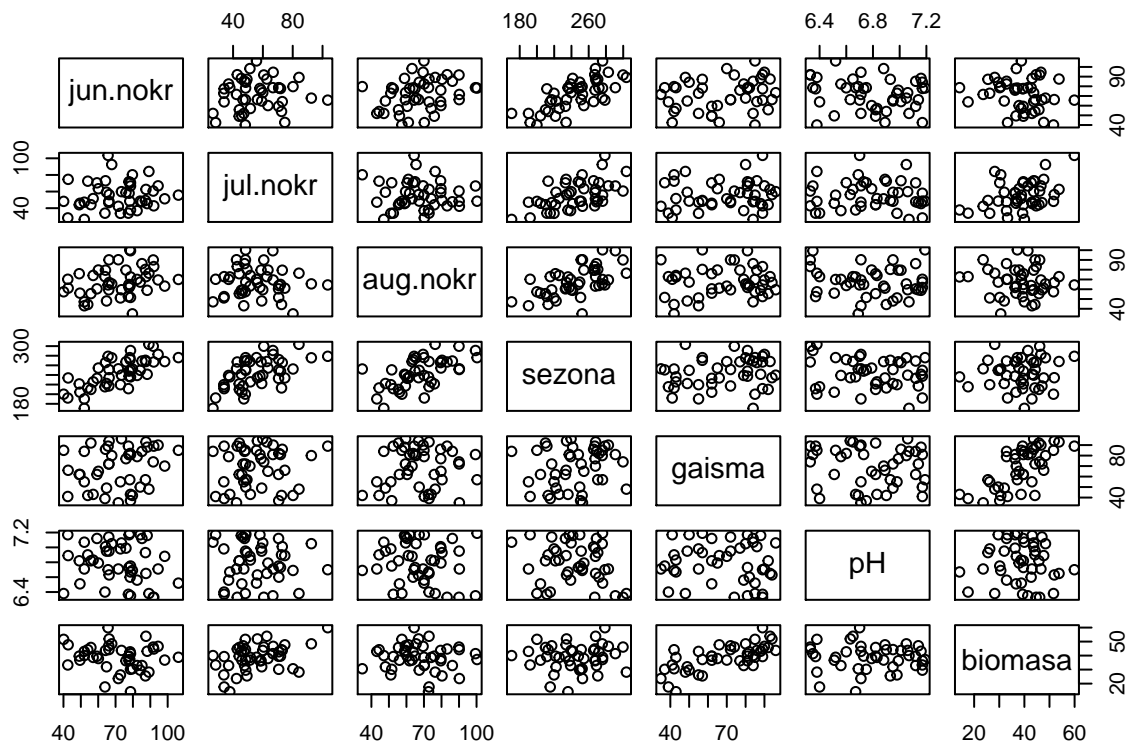 40 80
180 260
6.4 6.8 7.2
jun.nokr
40 90
40 100
jul.nokr
aug.nokr
40 90
180 300
sezona
gaisma
40 80
6.4 7.2
pH
biomasa
20 50
40 70 100
40 70 100
40 70
20 40 60